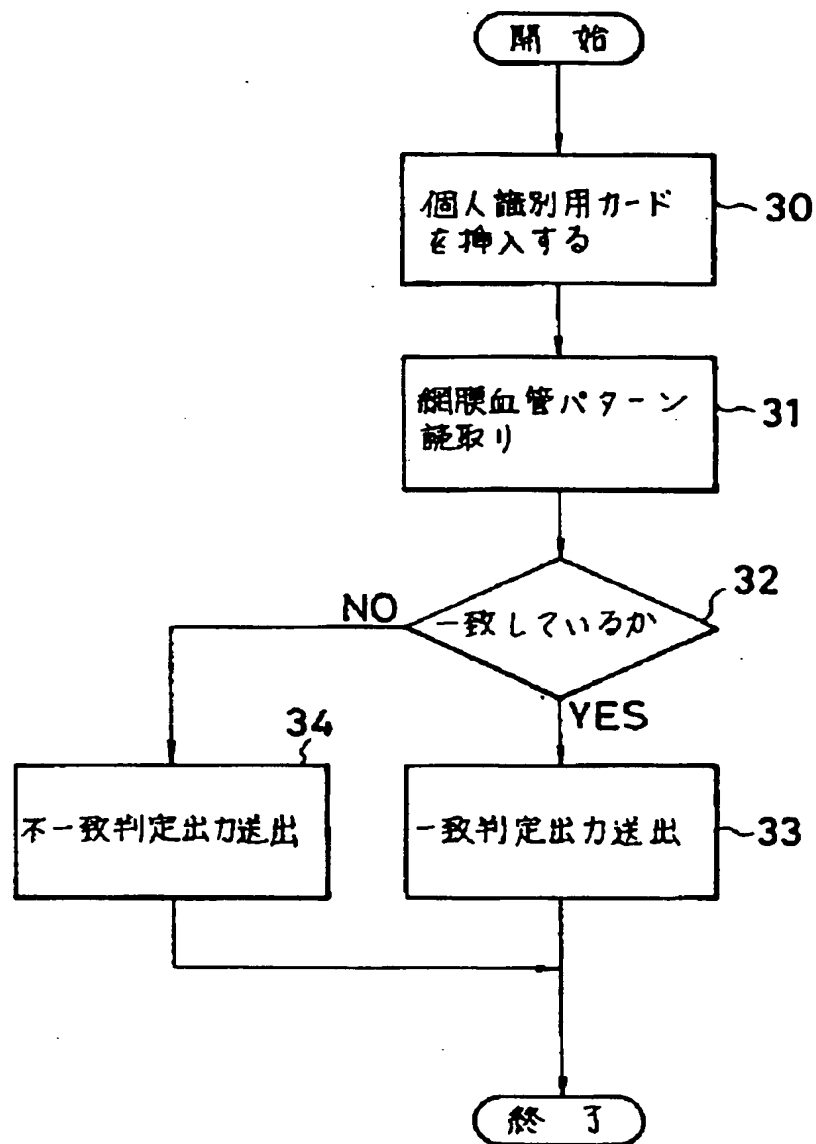 開 始
個人識別用カード
を挿入する
30
網膜血管パターン
読取り
31
一致しているか
32
NO
YES
34
不一致判定出力送出
一致判定出力送出
33
終 了